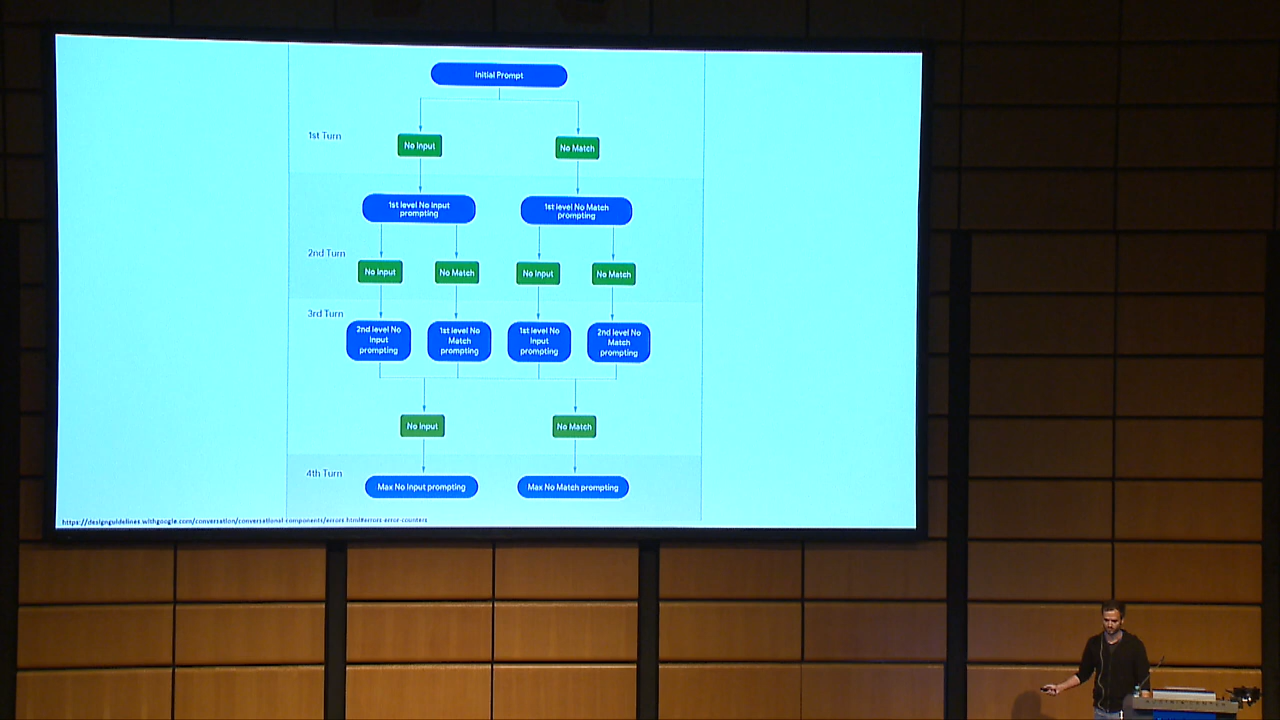 Initial Prompt
1st Turn
No Input
No Match
1st level No Input
prompting
1st level No Match
prompting
2nd Turn
No Input
No Match
No Input
No Match
3rd Turn
2nd level No
Input
prompting
1st level No
Match
prompting
1st level No
Input
prompting
2nd level No
Match
prompting
No Input
No Match
4th Turn
Max No Input prompting
Max No Match prompting
https://designguidelines.withgoogle.com/conversation/conversational-components/errors.html#errors-error-counters